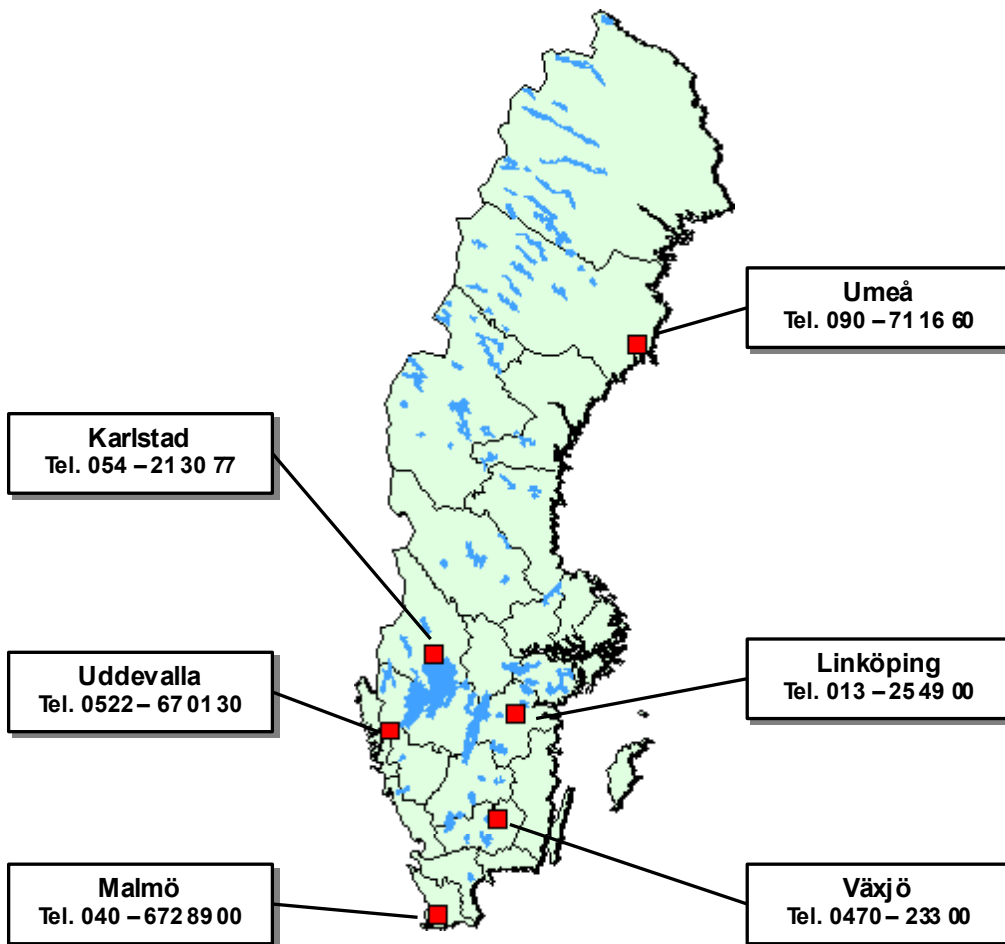 Umeå
Tel. 090 – 71 16 60
Karlstad
Tel. 054 – 21 30 77
Uddevalla
Tel. 0522 – 67 01 30
Linköping
Tel. 013 – 25 49 00
Malmö
Tel. 040 – 672 89 00
Växjö
Tel. 0470 – 233 00